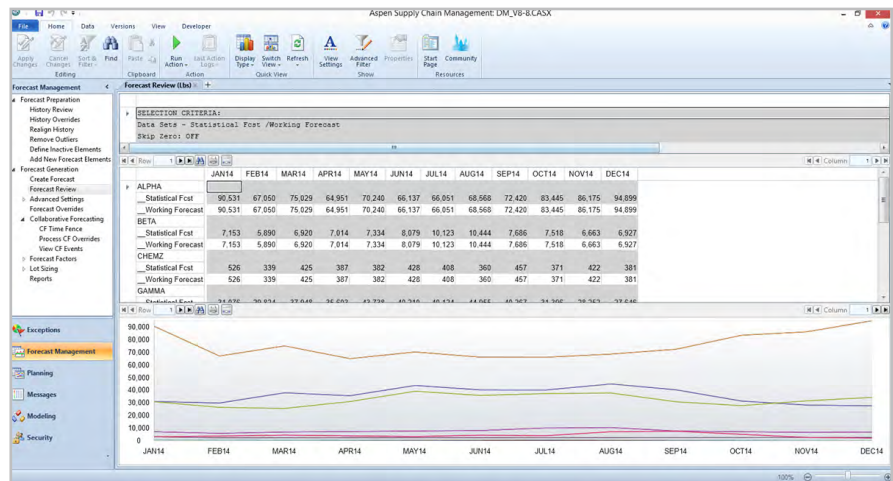 Aspen Supply Chain Management: DM_V8-8.CASX
File Home Data Versions View Developer
Apply Changes Cancel Changes Sort & Filter Find Paste Run Action Last Action Logs Display Type Switch View Refresh View Settings Advanced Filter Properties Start Page Community
Editing Clipboard Action Quick View Show Resources
Forecast Management
Forecast Preparation
History Review
History Overrides
Realign History
Remove Outliers
Define Inactive Elements
Add New Forecast Elements
Forecast Generation
Create Forecast
Forecast Review
Advanced Settings
Forecast Overrides
Collaborative Forecasting
CF Time Fence
Process CF Overrides
View CF Events
Forecast Factors
Lot Sizing
Reports
Exceptions
Forecast Management
Planning
Messages
Modeling
Security
Forecast Review (Lbs)
SELECTION CRITERIA:
Data Sets - Statistical Fcst /Working Forecast
Skip Zero: OFF
Row 1 Column 1
JAN14 FEB14 MAR14 APR14 MAY14 JUN14 JUL14 AUG14 SEP14 OCT14 NOV14 DEC14
ALPHA
__Statistical Fcst 90,531 67,050 75,029 64,951 70,240 66,137 66,051 68,568 72,420 83,445 86,175 94,899
__Working Forecast 90,531 67,050 75,029 64,951 70,240 66,137 66,051 68,568 72,420 83,445 86,175 94,899
BETA
__Statistical Fcst 7,153 5,890 6,920 7,014 7,334 8,079 10,123 10,444 7,686 7,518 6,663 6,927
__Working Forecast 7,153 5,890 6,920 7,014 7,334 8,079 10,123 10,444 7,686 7,518 6,663 6,927
CHEMZ
__Statistical Fcst 526 339 425 387 382 428 408 360 457 371 422 381
__Working Forecast 526 339 425 387 382 428 408 360 457 371 422 381
GAMMA
Row 1 Column 1
90,000
80,000
70,000
60,000
50,000
40,000
30,000
20,000
10,000
0
JAN14 FEB14 MAR14 APR14 MAY14 JUN14 JUL14 AUG14 SEP14 OCT14 NOV14 DEC14
100%